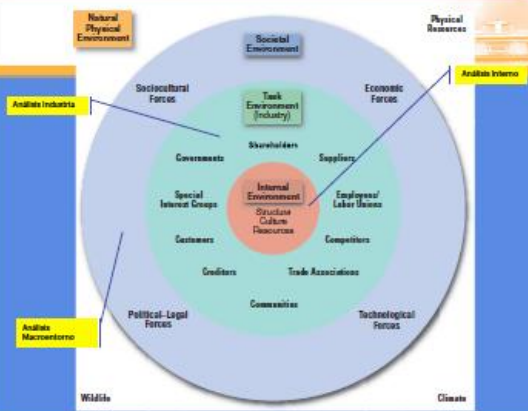 Natural
Physical
Environment
Societal
Environment
Physical
Resources
Análisis Interno
Análisis Industria
Sociocultural
Forces
Task
Environment
(Industry)
Economic
Forces
Shareholders
Governments
Suppliers
Special
Interest Groups
Internal
Environment
Structure
Culture
Resources
Employees/
Labor Unions
Customers
Competitors
Creditors
Trade Associations
Communities
Análisis
Macroentorno
Political–Legal
Forces
Technological
Forces
Wildlife
Climate